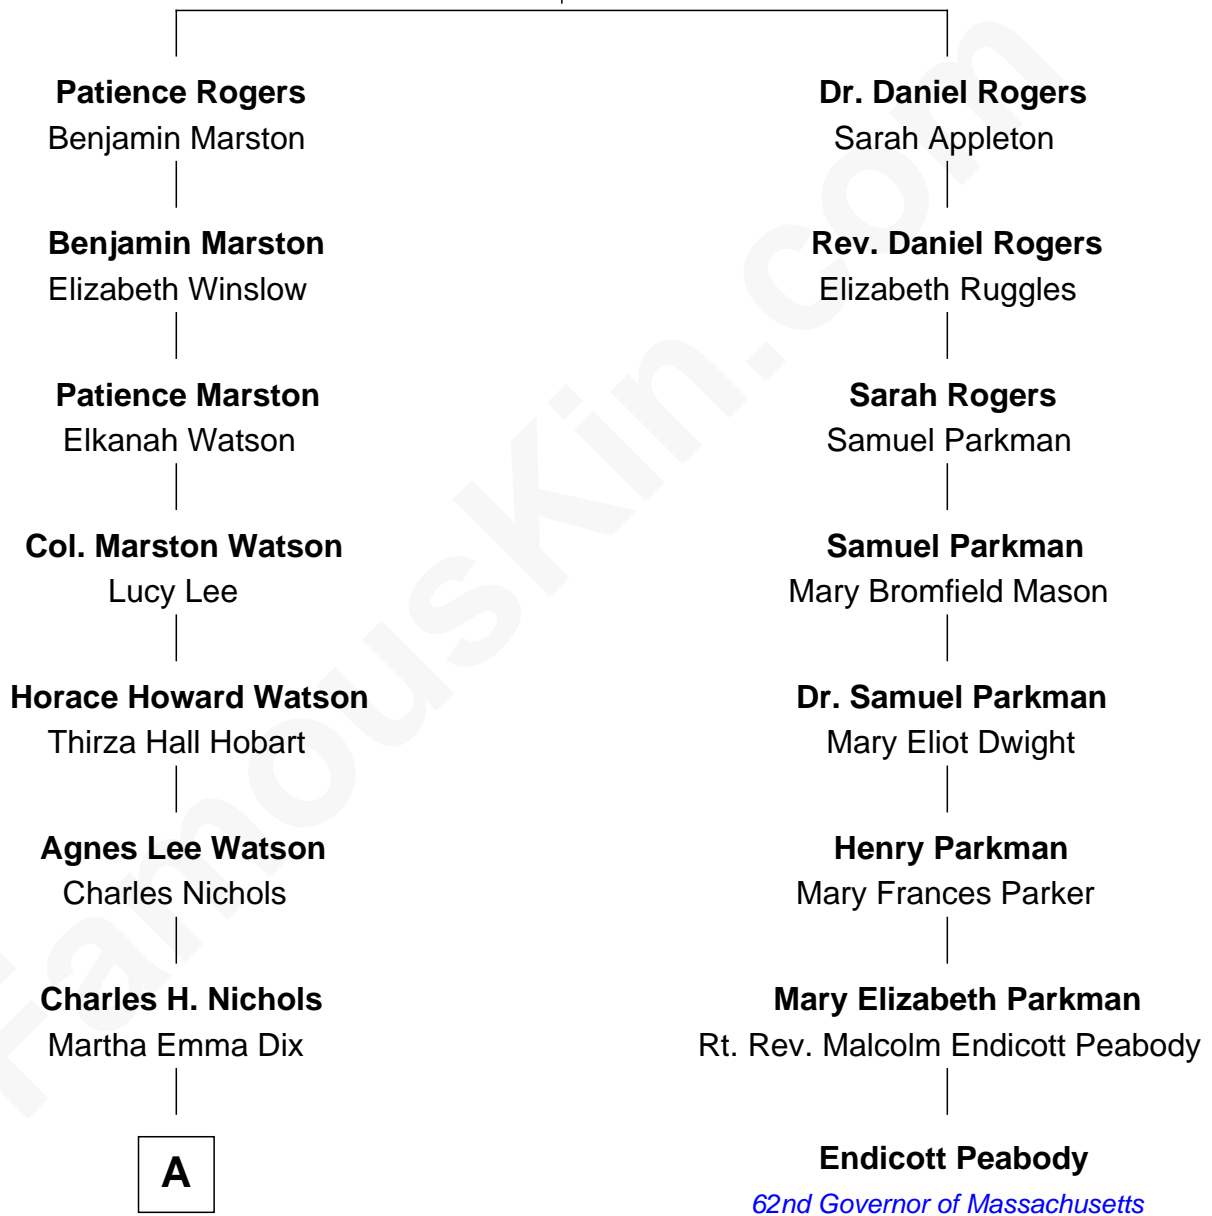 Patience Rogers
Benjamin Marston
Benjamin Marston
Elizabeth Winslow
Patience Marston
Elkanah Watson
Col. Marston Watson
Lucy Lee
Horace Howard Watson
Thirza Hall Hobart
Agnes Lee Watson
Charles Nichols
Charles H. Nichols
Martha Emma Dix
A
Dr. Daniel Rogers
Sarah Appleton
Rev. Daniel Rogers
Elizabeth Ruggles
Sarah Rogers
Samuel Parkman
Samuel Parkman
Mary Bromfield Mason
Dr. Samuel Parkman
Mary Eliot Dwight
Henry Parkman
Mary Frances Parker
Mary Elizabeth Parkman
Rt. Rev. Malcolm Endicott Peabody
Endicott Peabody
62nd Governor of Massachusetts
FamousKin.com